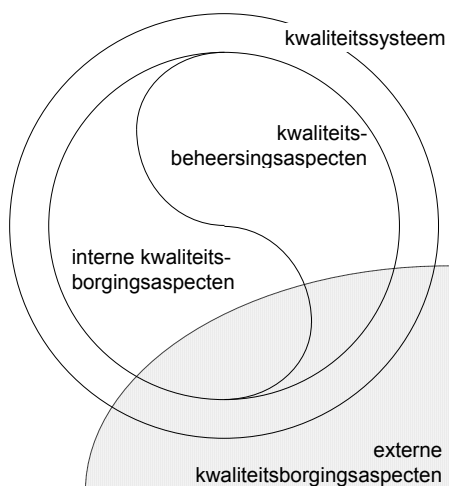 kwaliteitssysteem
kwaliteits-
beheersingsaspecten
interne kwaliteits-
borgingsaspecten
externe
kwaliteitsborgingsaspecten